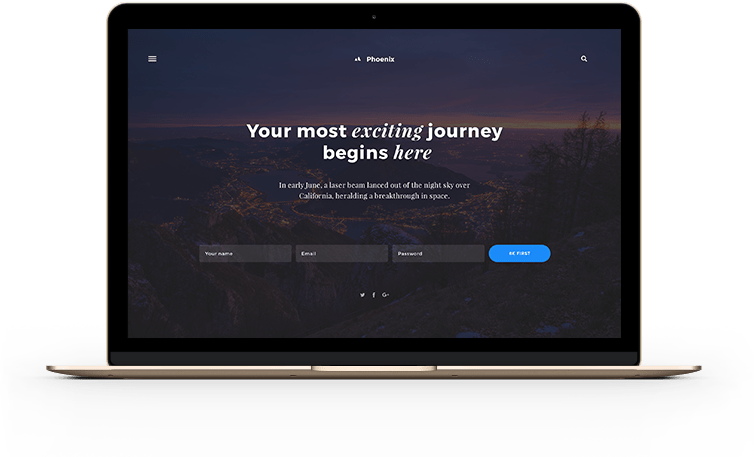 Phoenix
Your most exciting journey
begins here
In early June, a laser beam lanced out of the night sky over
California, heralding a breakthrough in space.
Your name Email Password BE FIRST